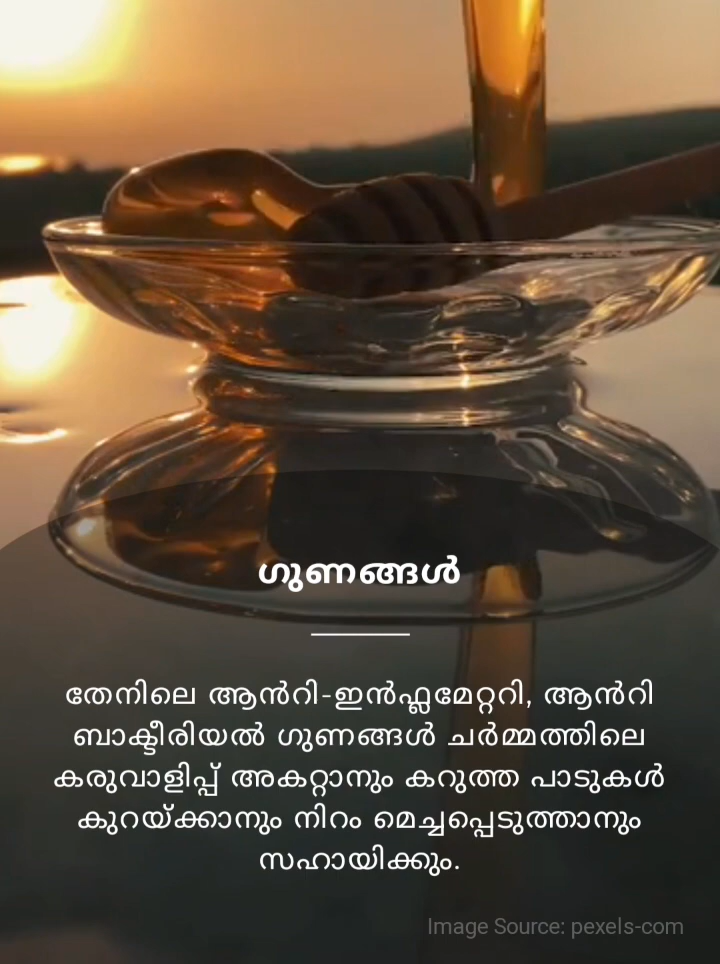 ഗുണങ്ങൾ
തേനിലെ ആൻറി-ഇൻഫ്ലമേറ്ററി, ആൻറി
ബാക്ടീരിയൽ ഗുണങ്ങൾ ചർമ്മത്തിലെ
കരുവാളിപ്പ് അകറ്റാനും കറുത്ത പാടുകൾ
കുറയ്ക്കാനും നിറം മെച്ചപ്പെടുത്താനും
സഹായിക്കും.
Image Source: pexels-com